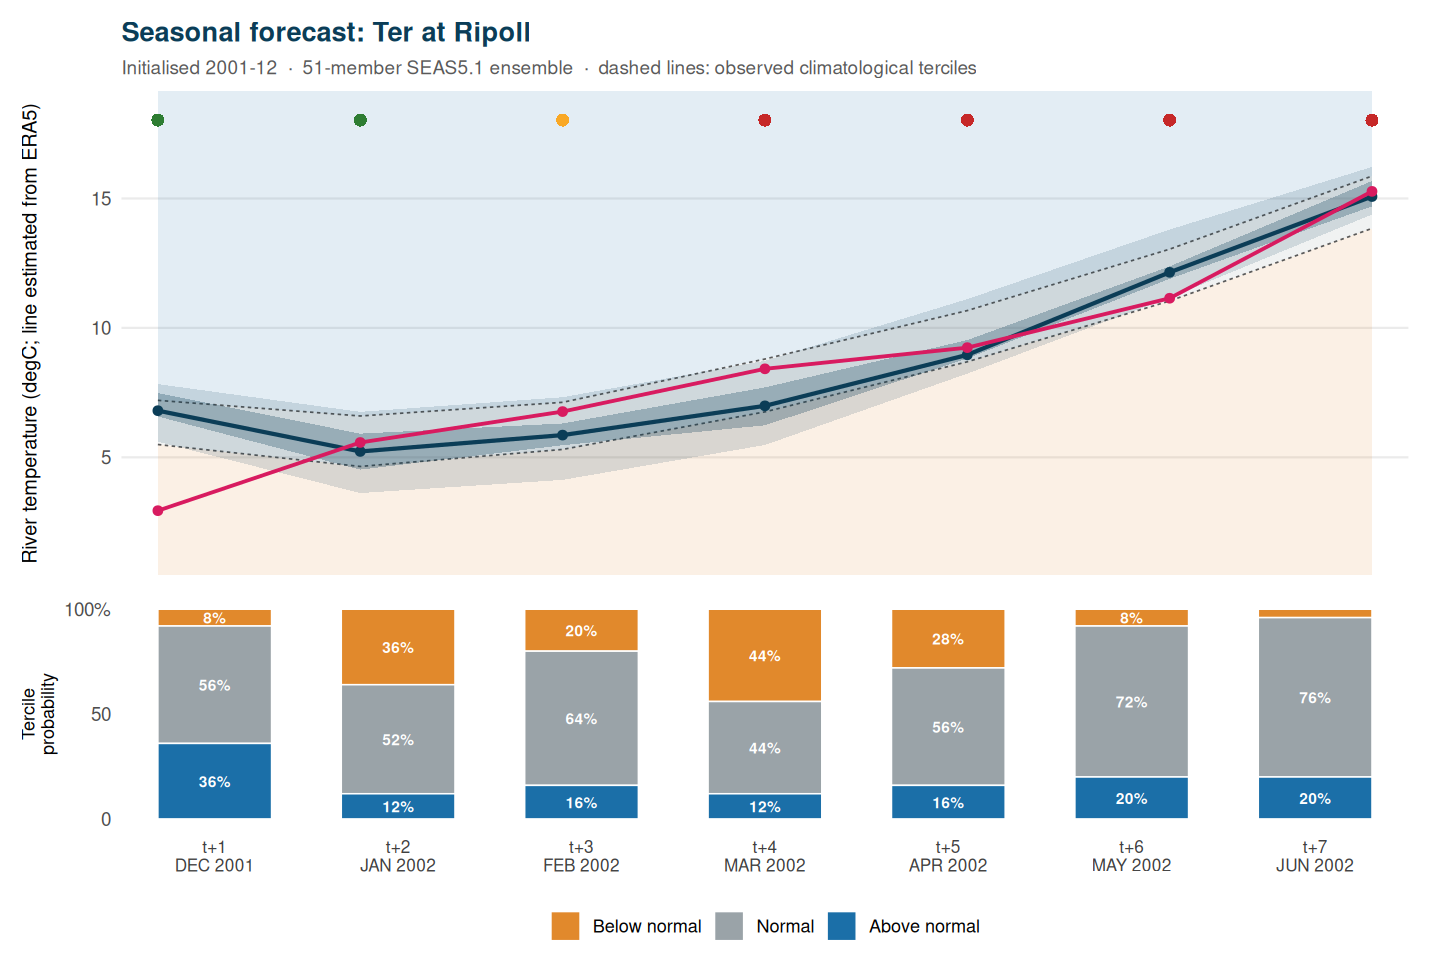 Seasonal forecast: Ter at Ripoll
Initialised 2001-12 · 51-member SEAS5.1 ensemble · dashed lines: observed climatological terciles
River temperature (degC; line estimated from ERA5)
15
10
5
Tercile
probability
100%
50
0
8%
56%
36%
36%
52%
12%
20%
64%
16%
44%
44%
12%
28%
56%
16%
8%
72%
20%
76%
20%
t+1
DEC 2001
t+2
JAN 2002
t+3
FEB 2002
t+4
MAR 2002
t+5
APR 2002
t+6
MAY 2002
t+7
JUN 2002
Below normal
Normal
Above normal